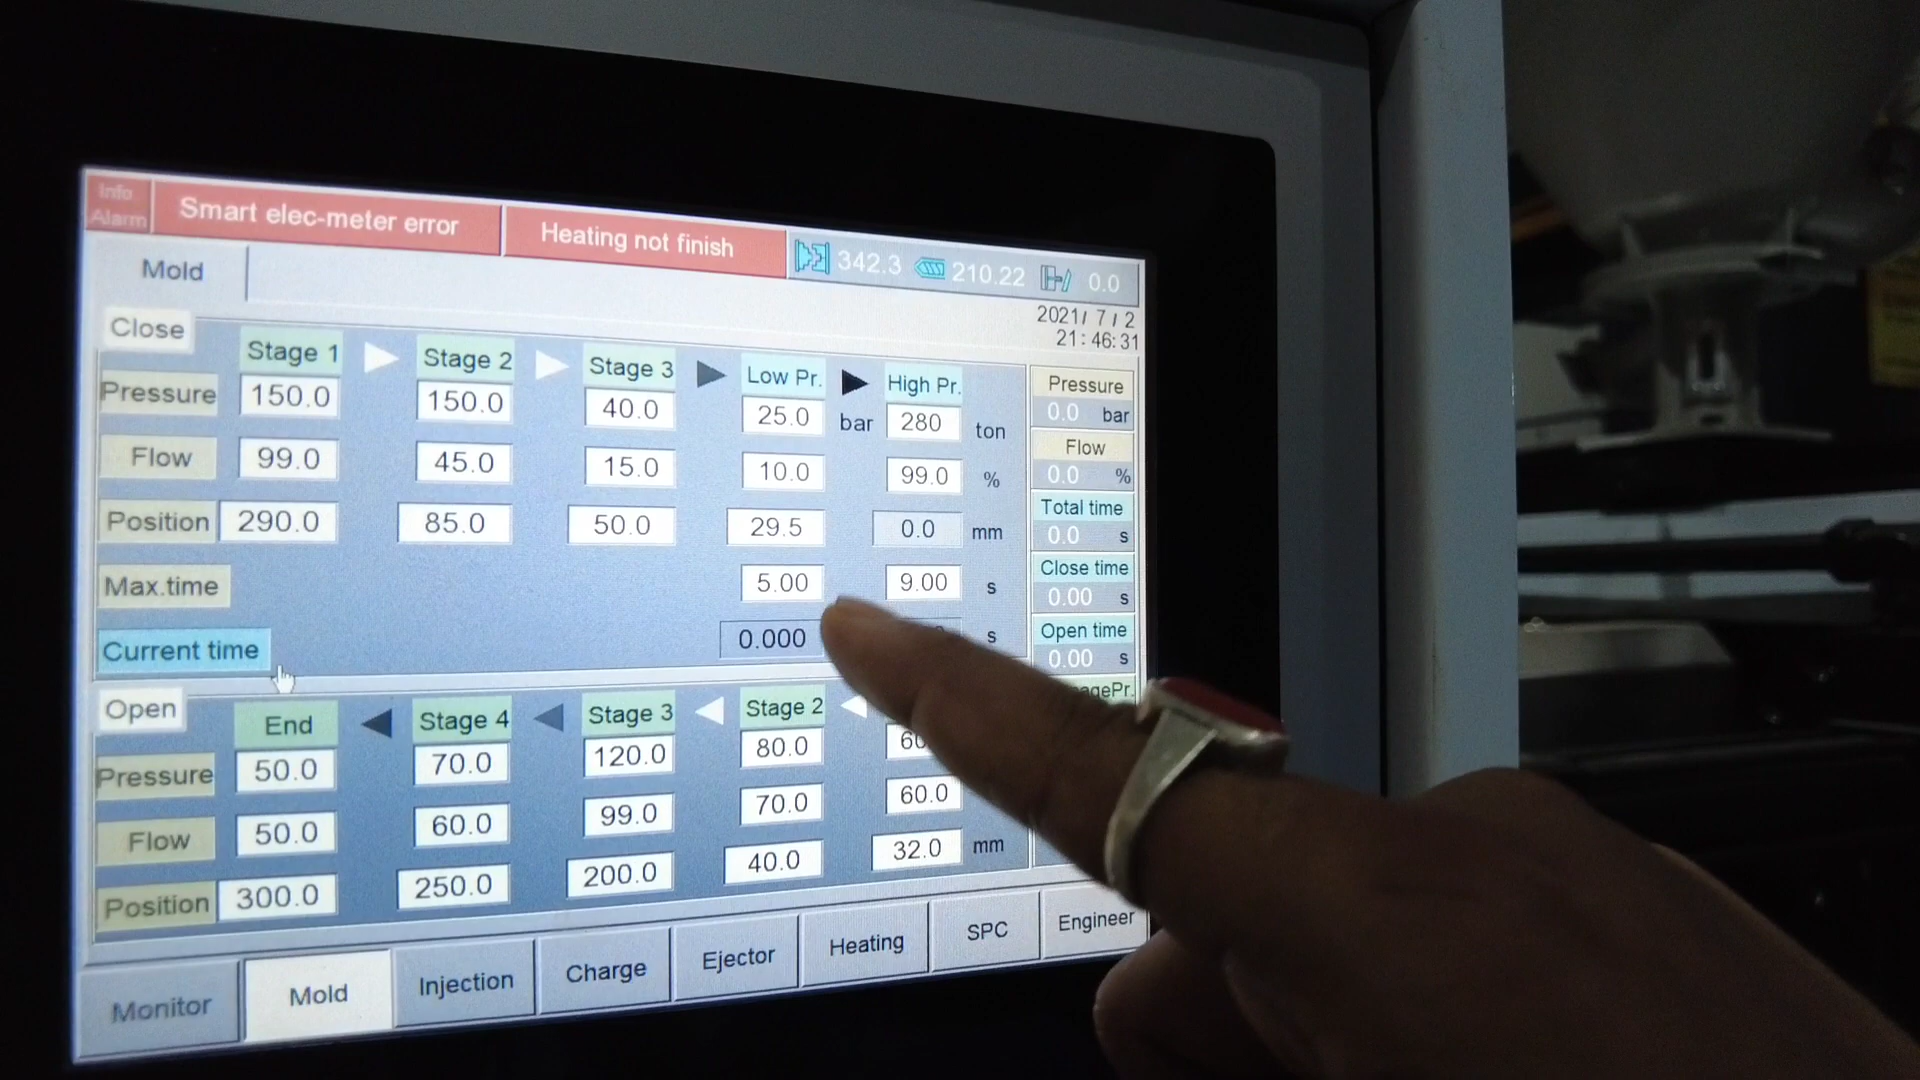 Info
Alarm
Smart elec-meter error
Heating not finish
342.3
210.22
0.0
Mold
2021/ 7/ 2
21:46:31
Close
Stage 1
Stage 2
Stage 3
Low Pr.
High Pr.
Pressure
150.0
150.0
40.0
25.0
bar
280
ton
Flow
99.0
45.0
15.0
10.0
99.0
%
Position
290.0
85.0
50.0
29.5
0.0
mm
Max.time
5.00
9.00
s
Current time
0.000
s
Pressure
0.0 bar
Flow
0.0 %
Total time
0.0 s
Close time
0.00 s
Open time
0.00 s
Open
End
Stage 4
Stage 3
Stage 2
Pressure
50.0
70.0
120.0
80.0
Flow
50.0
60.0
99.0
70.0
60.0
Position
300.0
250.0
200.0
40.0
32.0
mm
Monitor
Mold
Injection
Charge
Ejector
Heating
SPC
Engineer